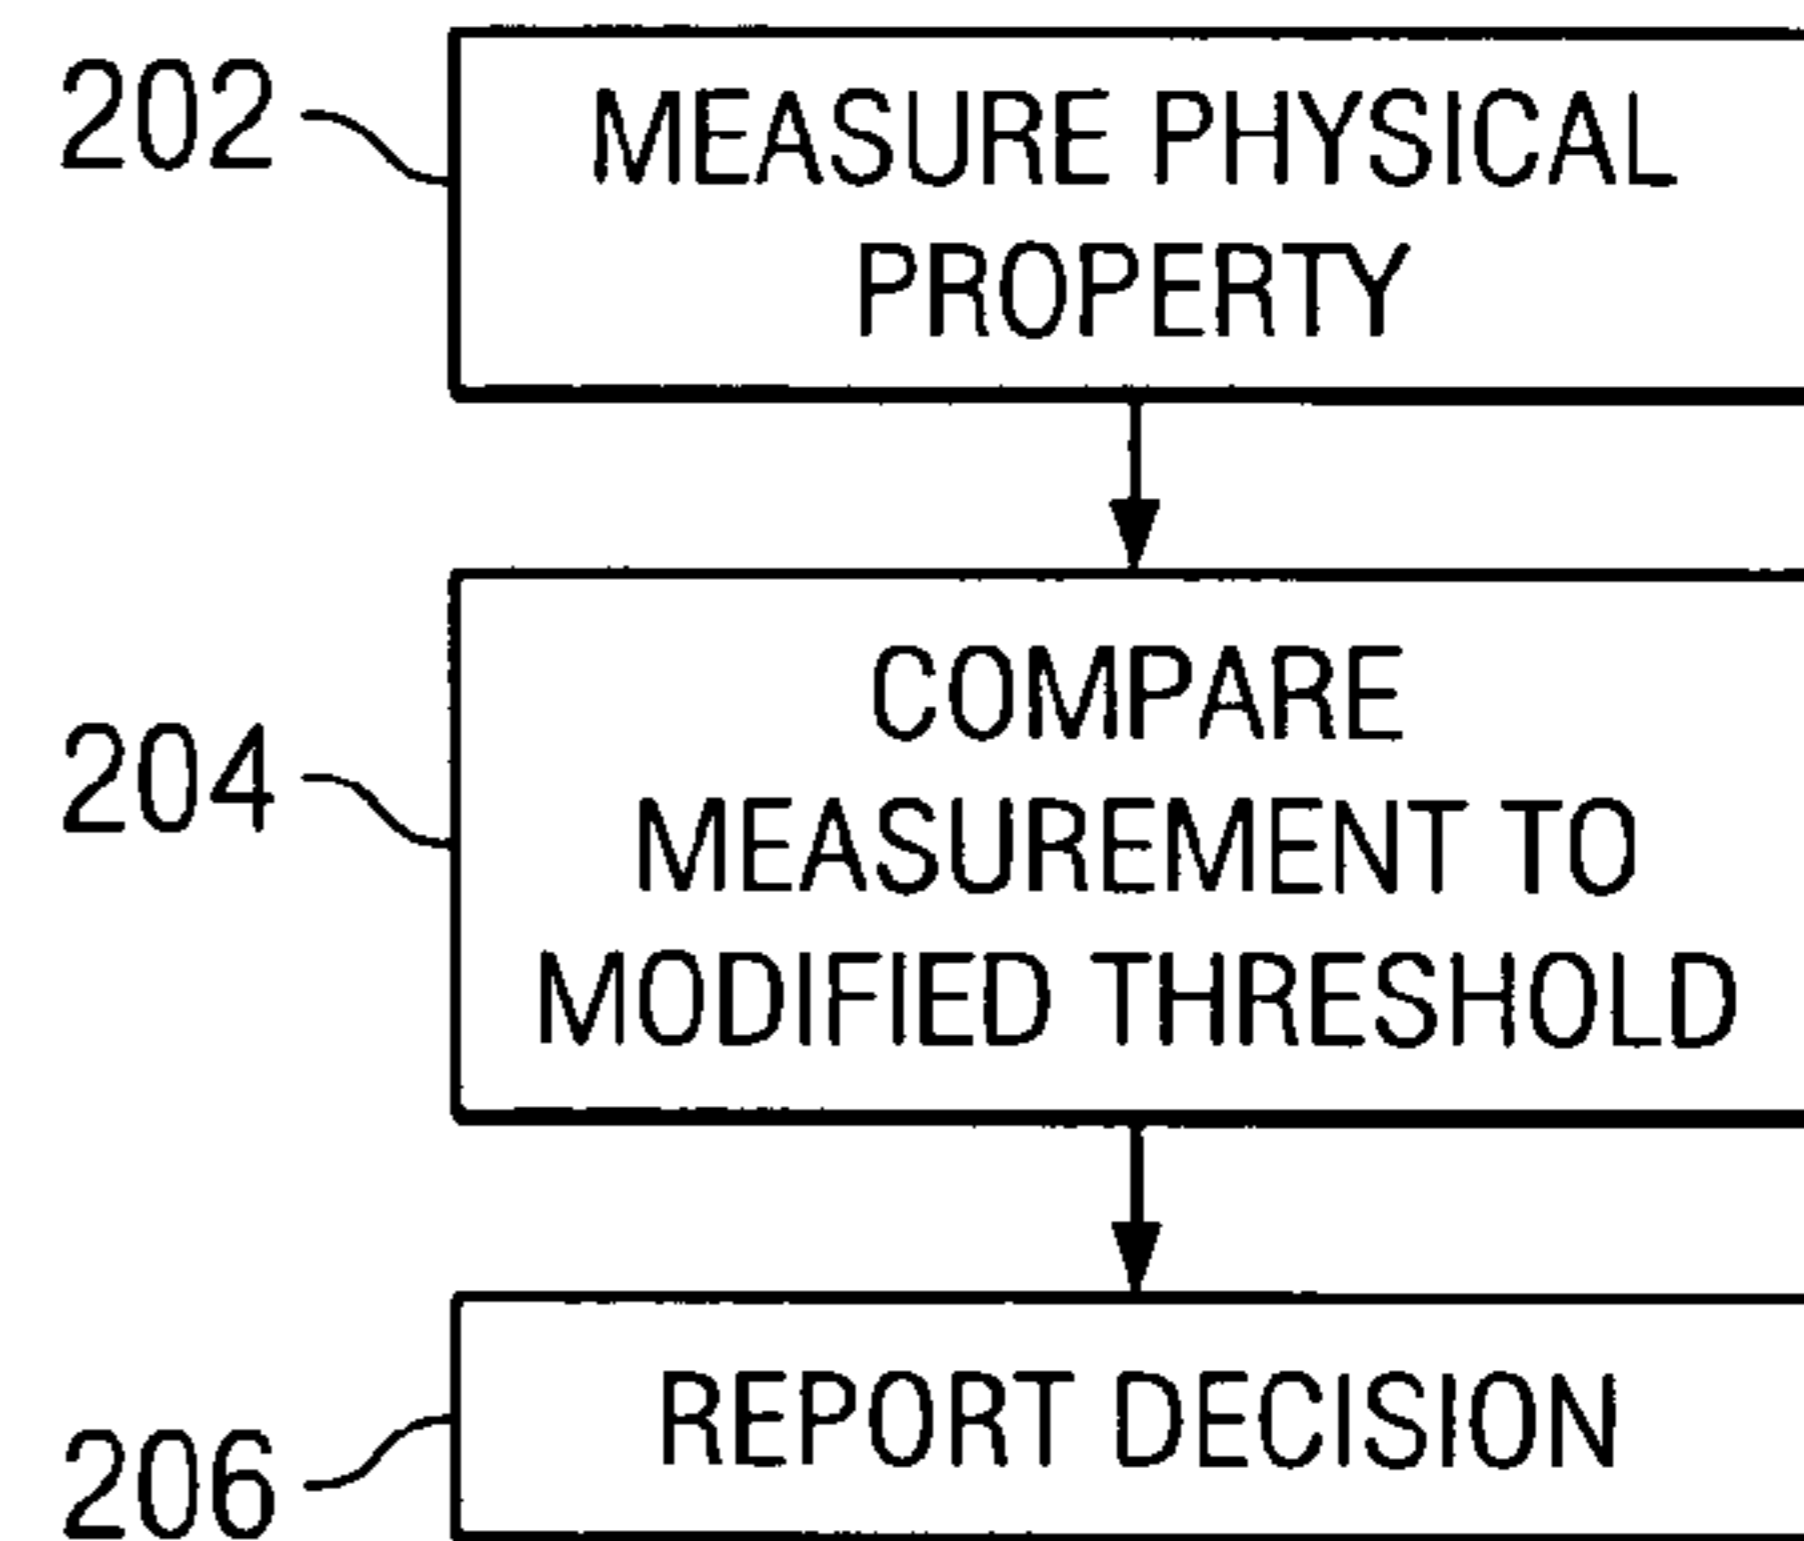 202
MEASURE PHYSICAL
PROPERTY
204
COMPARE
MEASUREMENT TO
MODIFIED THRESHOLD
206
REPORT DECISION